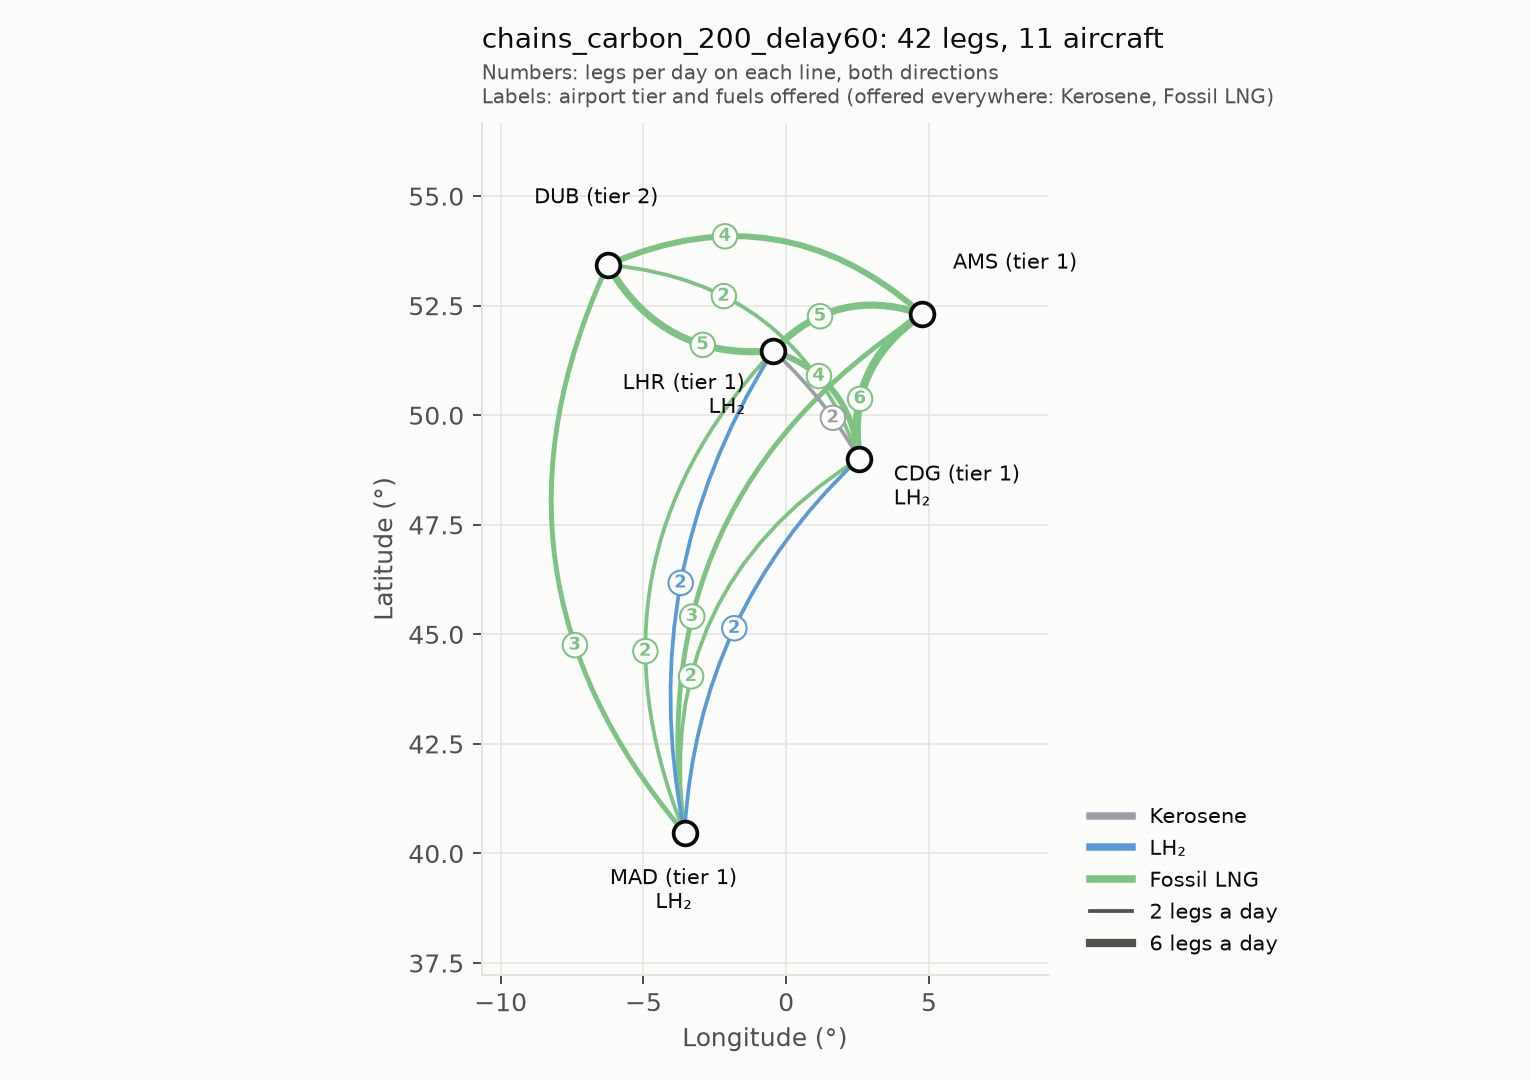 chains_carbon_200_delay60: 42 legs, 11 aircraft
Numbers: legs per day on each line, both directions
Labels: airport tier and fuels offered (offered everywhere: Kerosene, Fossil LNG)
55.0
52.5
50.0
47.5
45.0
42.5
40.0
37.5
Latitude (°)
−10
−5
0
5
Longitude (°)
DUB (tier 2)
AMS (tier 1)
LHR (tier 1)
LH₂
CDG (tier 1)
LH₂
MAD (tier 1)
LH₂
4
2
5
5
4
6
2
2
3
2
3
2
2
Kerosene
LH₂
Fossil LNG
2 legs a day
6 legs a day